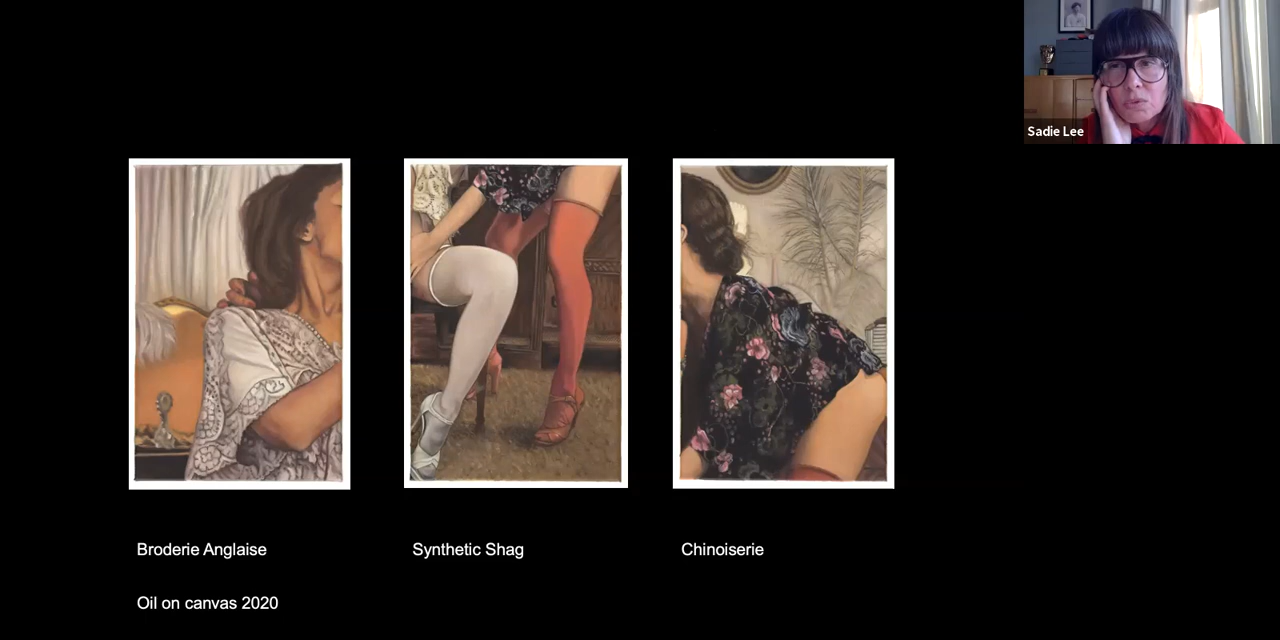 Sadie Lee
Broderie Anglaise
Synthetic Shag
Chinoiserie
Oil on canvas 2020